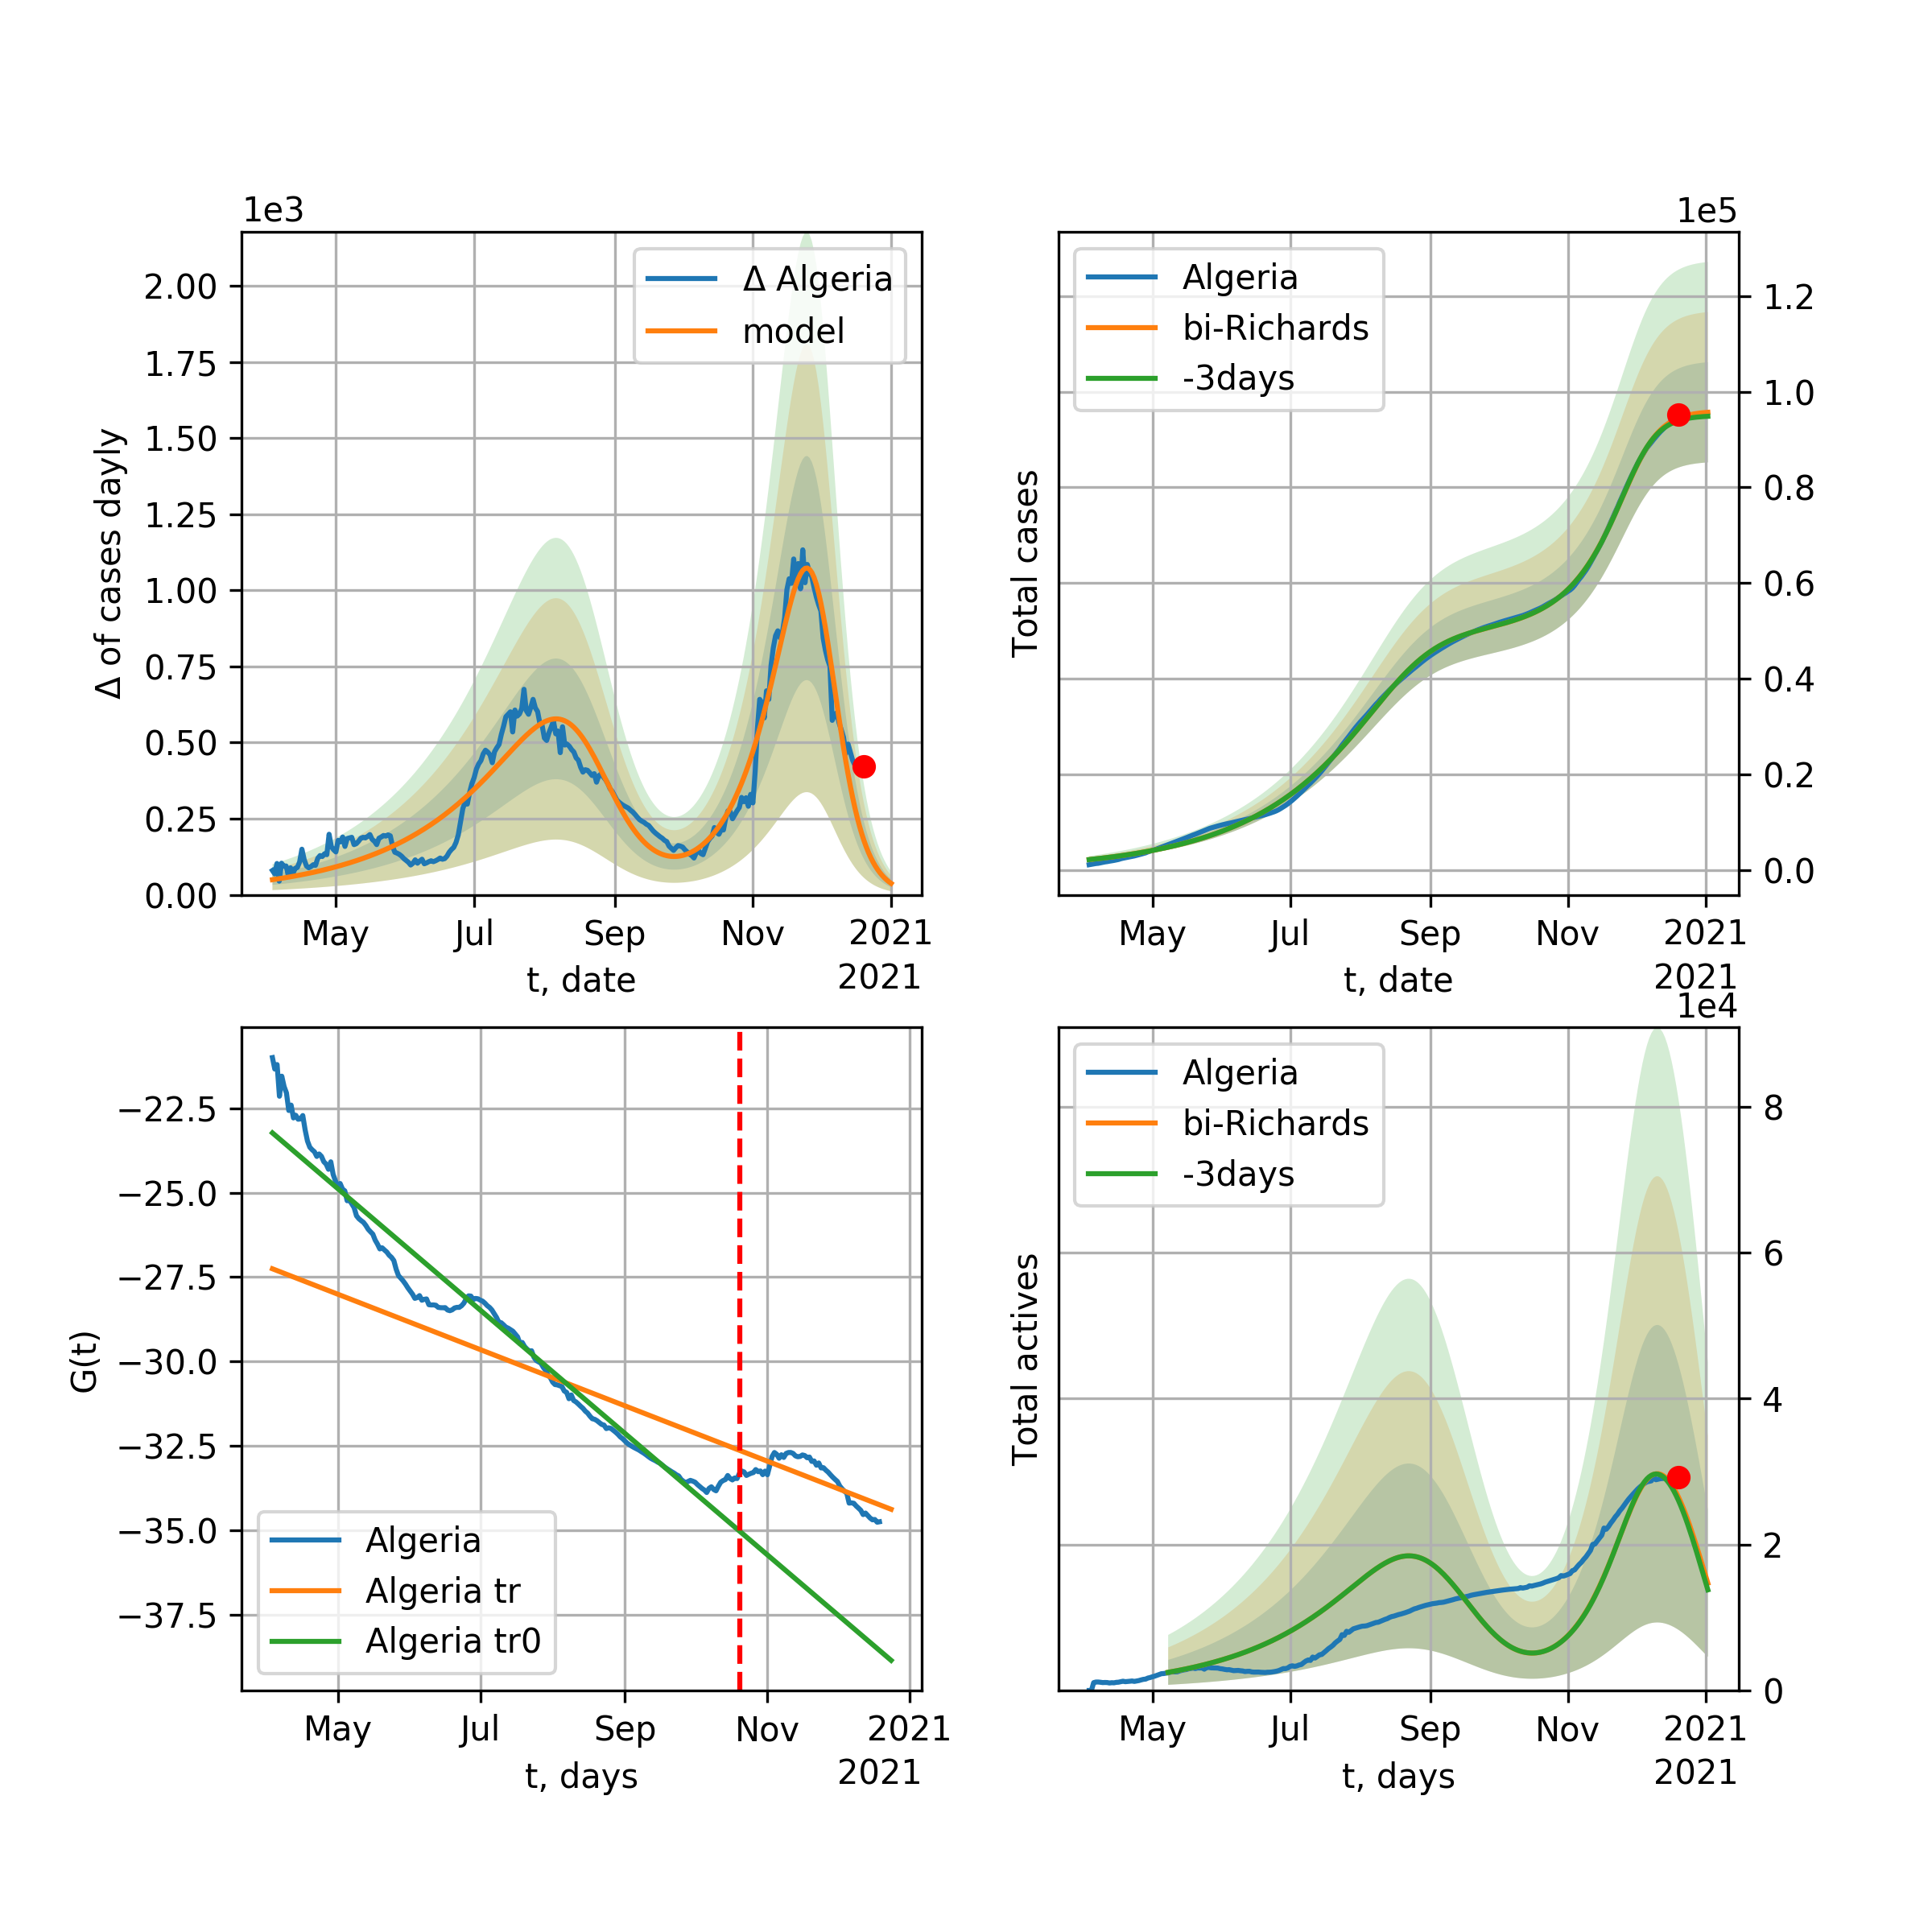 1e3
2.00
1.75
1.50
1.25
1.00
0.75
0.50
0.25
0.00
Δ of cases dayly
Δ Algeria
model
May Jul Sep Nov 2021
t, date
2021
1e5
1.2
1.0
0.8
0.6
0.4
0.2
0.0
Total cases
Algeria
bi-Richards
-3days
May Jul Sep Nov 2021
t, date
2021
−22.5
−25.0
−27.5
−30.0
−32.5
−35.0
−37.5
G(t)
Algeria
Algeria tr
Algeria tr0
May Jul Sep Nov 2021
t, days
2021
1e4
8
6
4
2
0
Total actives
Algeria
bi-Richards
-3days
May Jul Sep Nov 2021
t, days
2021